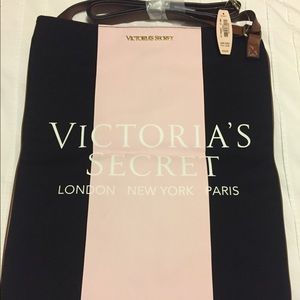 VICTORIA'S SECRET
VICTORIA'S
SECRET
LONDON NEW YORK PARIS